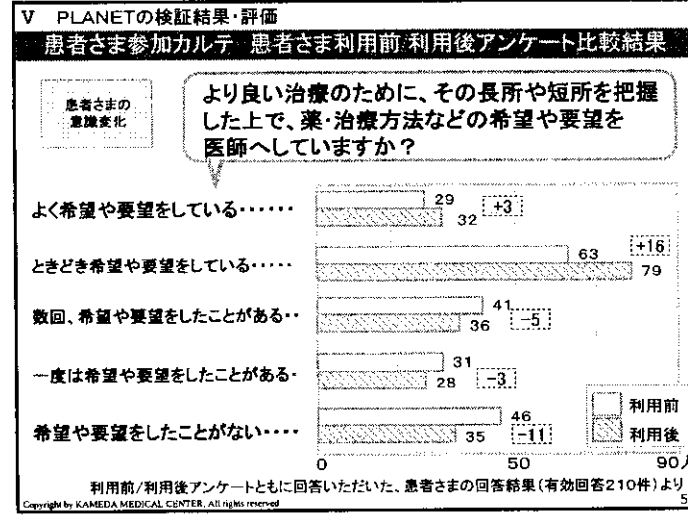 V PLANETの検証結果・評価
患者さま参加カルテ 患者さま利用前/利用後アンケート比較結果
患者さまの
意識変化
より良い治療のために、その長所や短所を把握
した上で、薬・治療方法などの希望や要望を
医師へしていますか？
よく希望や要望をしている・・・・・・
29
32
+3
ときどき希望や要望をしている・・・・・
63
79
+16
数回、希望や要望をしたことがある・・
41
36
-5
一度は希望や要望をしたことがある・
31
28
-3
希望や要望をしたことがない・・・・
46
35
-11
利用前
利用後
0 50 90人
利用前/利用後アンケートともに回答いただいた、患者さまの回答結果(有効回答210件)より
Copyright by KAMEDA MEDICAL CENTER, All rights reserved
5